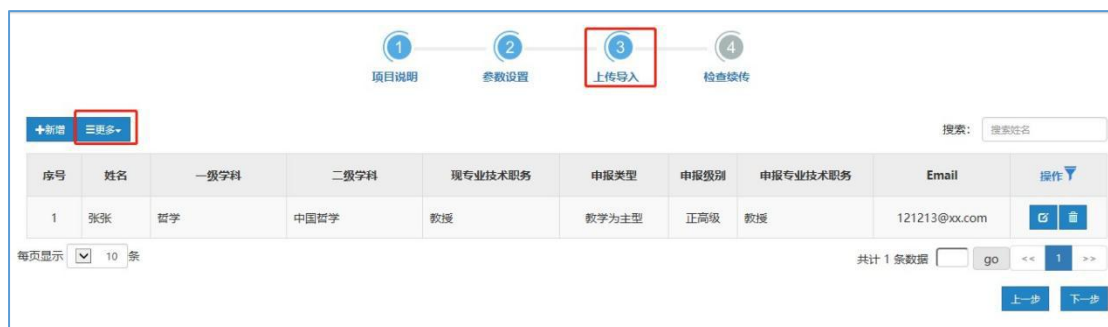 1 2 3 4
项目说明 参数设置 上传导入 检查续传
+新增 ☰更多▾ 搜索： 搜索姓名
序号 姓名 一级学科 二级学科 现专业技术职务 申报类型 申报级别 申报专业技术职务 Email 操作
1 张张 哲学 中国哲学 教授 教学为主型 正高级 教授 121213@xx.com
每页显示 10 条 共计 1 条数据 go << 1 >>
上一步 下一步